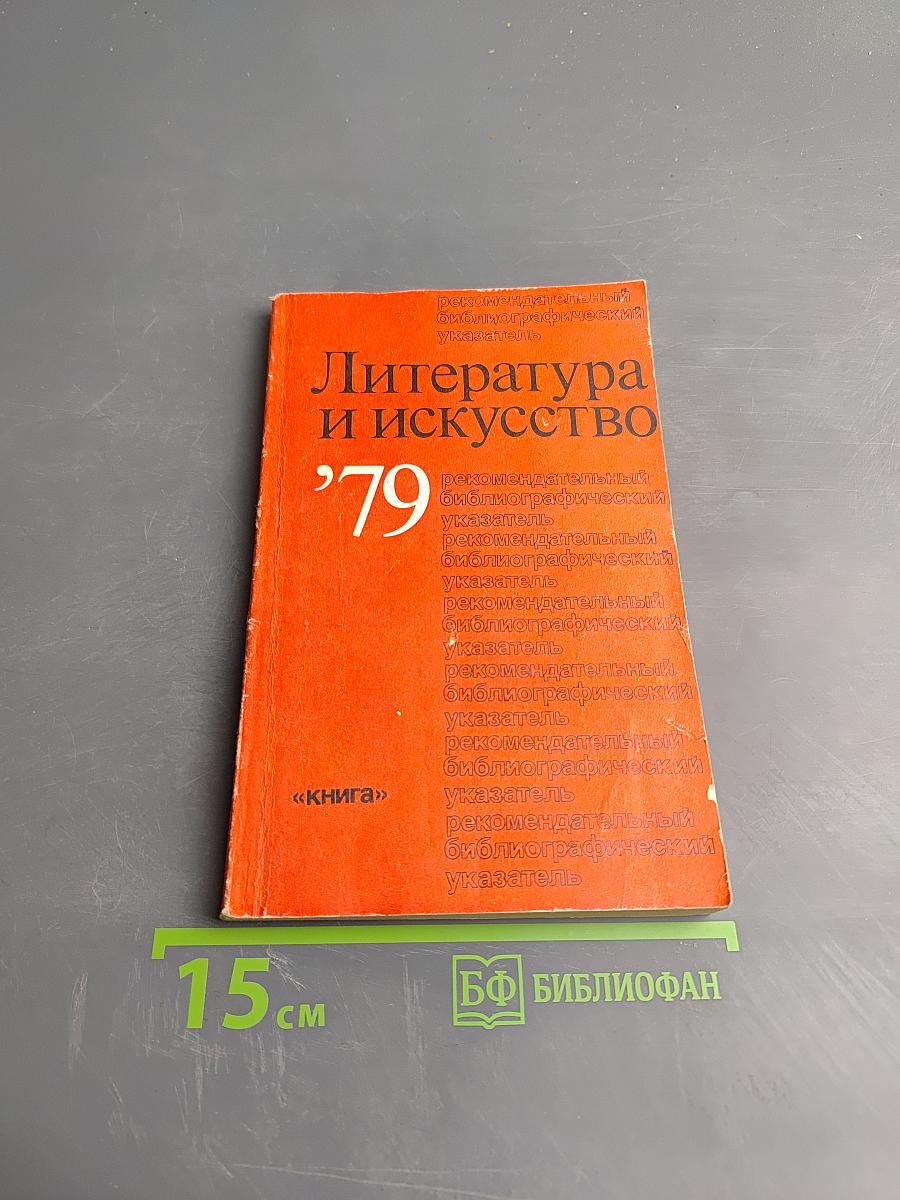 рекомендательный
библиографический
указатель
Литература
и искусство
’79
рекомендательный
библиографический
указатель
рекомендательный
библиографический
указатель
рекомендательный
библиографический
указатель
рекомендательный
библиографический
указатель
рекомендательный
библиографический
указатель
рекомендательный
библиографический
указатель
«книга»
15 см
БФ БИБЛИОФАН